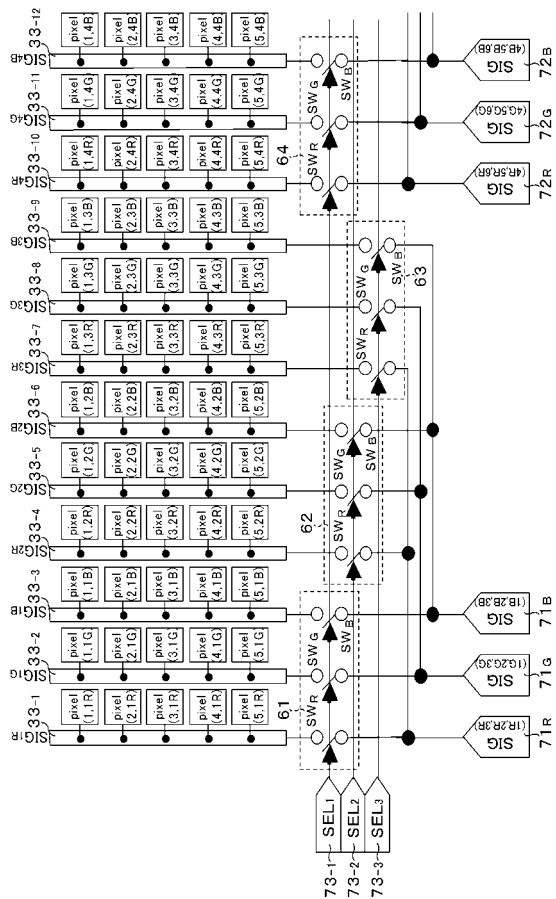 33-1
33-2
33-3
33-4
33-5
33-6
33-7
33-8
33-9
33-10
33-11
33-12
SIG1R
SIG1G
SIG1B
SIG2R
SIG2G
SIG2B
SIG3R
SIG3G
SIG3B
SIG4R
SIG4G
SIG4B
pixel (1,1R)
pixel (1,1G)
pixel (1,1B)
pixel (1,2R)
pixel (1,2G)
pixel (1,2B)
pixel (1,3R)
pixel (1,3G)
pixel (1,3B)
pixel (1,4R)
pixel (1,4G)
pixel (1,4B)
pixel (2,1R)
pixel (2,1G)
pixel (2,1B)
pixel (2,2R)
pixel (2,2G)
pixel (2,2B)
pixel (2,3R)
pixel (2,3G)
pixel (2,3B)
pixel (2,4R)
pixel (2,4G)
pixel (2,4B)
pixel (3,1R)
pixel (3,1G)
pixel (3,1B)
pixel (3,2R)
pixel (3,2G)
pixel (3,2B)
pixel (3,3R)
pixel (3,3G)
pixel (3,3B)
pixel (3,4R)
pixel (3,4G)
pixel (3,4B)
pixel (4,1R)
pixel (4,1G)
pixel (4,1B)
pixel (4,2R)
pixel (4,2G)
pixel (4,2B)
pixel (4,3R)
pixel (4,3G)
pixel (4,3B)
pixel (4,4R)
pixel (4,4G)
pixel (4,4B)
pixel (5,1R)
pixel (5,1G)
pixel (5,1B)
pixel (5,2R)
pixel (5,2G)
pixel (5,2B)
pixel (5,3R)
pixel (5,3G)
pixel (5,3B)
pixel (5,4R)
pixel (5,4G)
pixel (5,4B)
61
SWR
SWG
SWB
62
SWR
SWG
SWB
SWR
SWG
SWB
63
64
SWR
SWG
SWB
73-1
SEL1
73-2
SEL2
73-3
SEL3
SIG
(1R,2R,3R)
71R
SIG
(1G,2G,3G)
71G
SIG
(1B,2B,3B)
71B
SIG
(4R,5R,6R)
72R
SIG
(4G,5G,6G)
72G
SIG
(4B,5B,6B)
72B